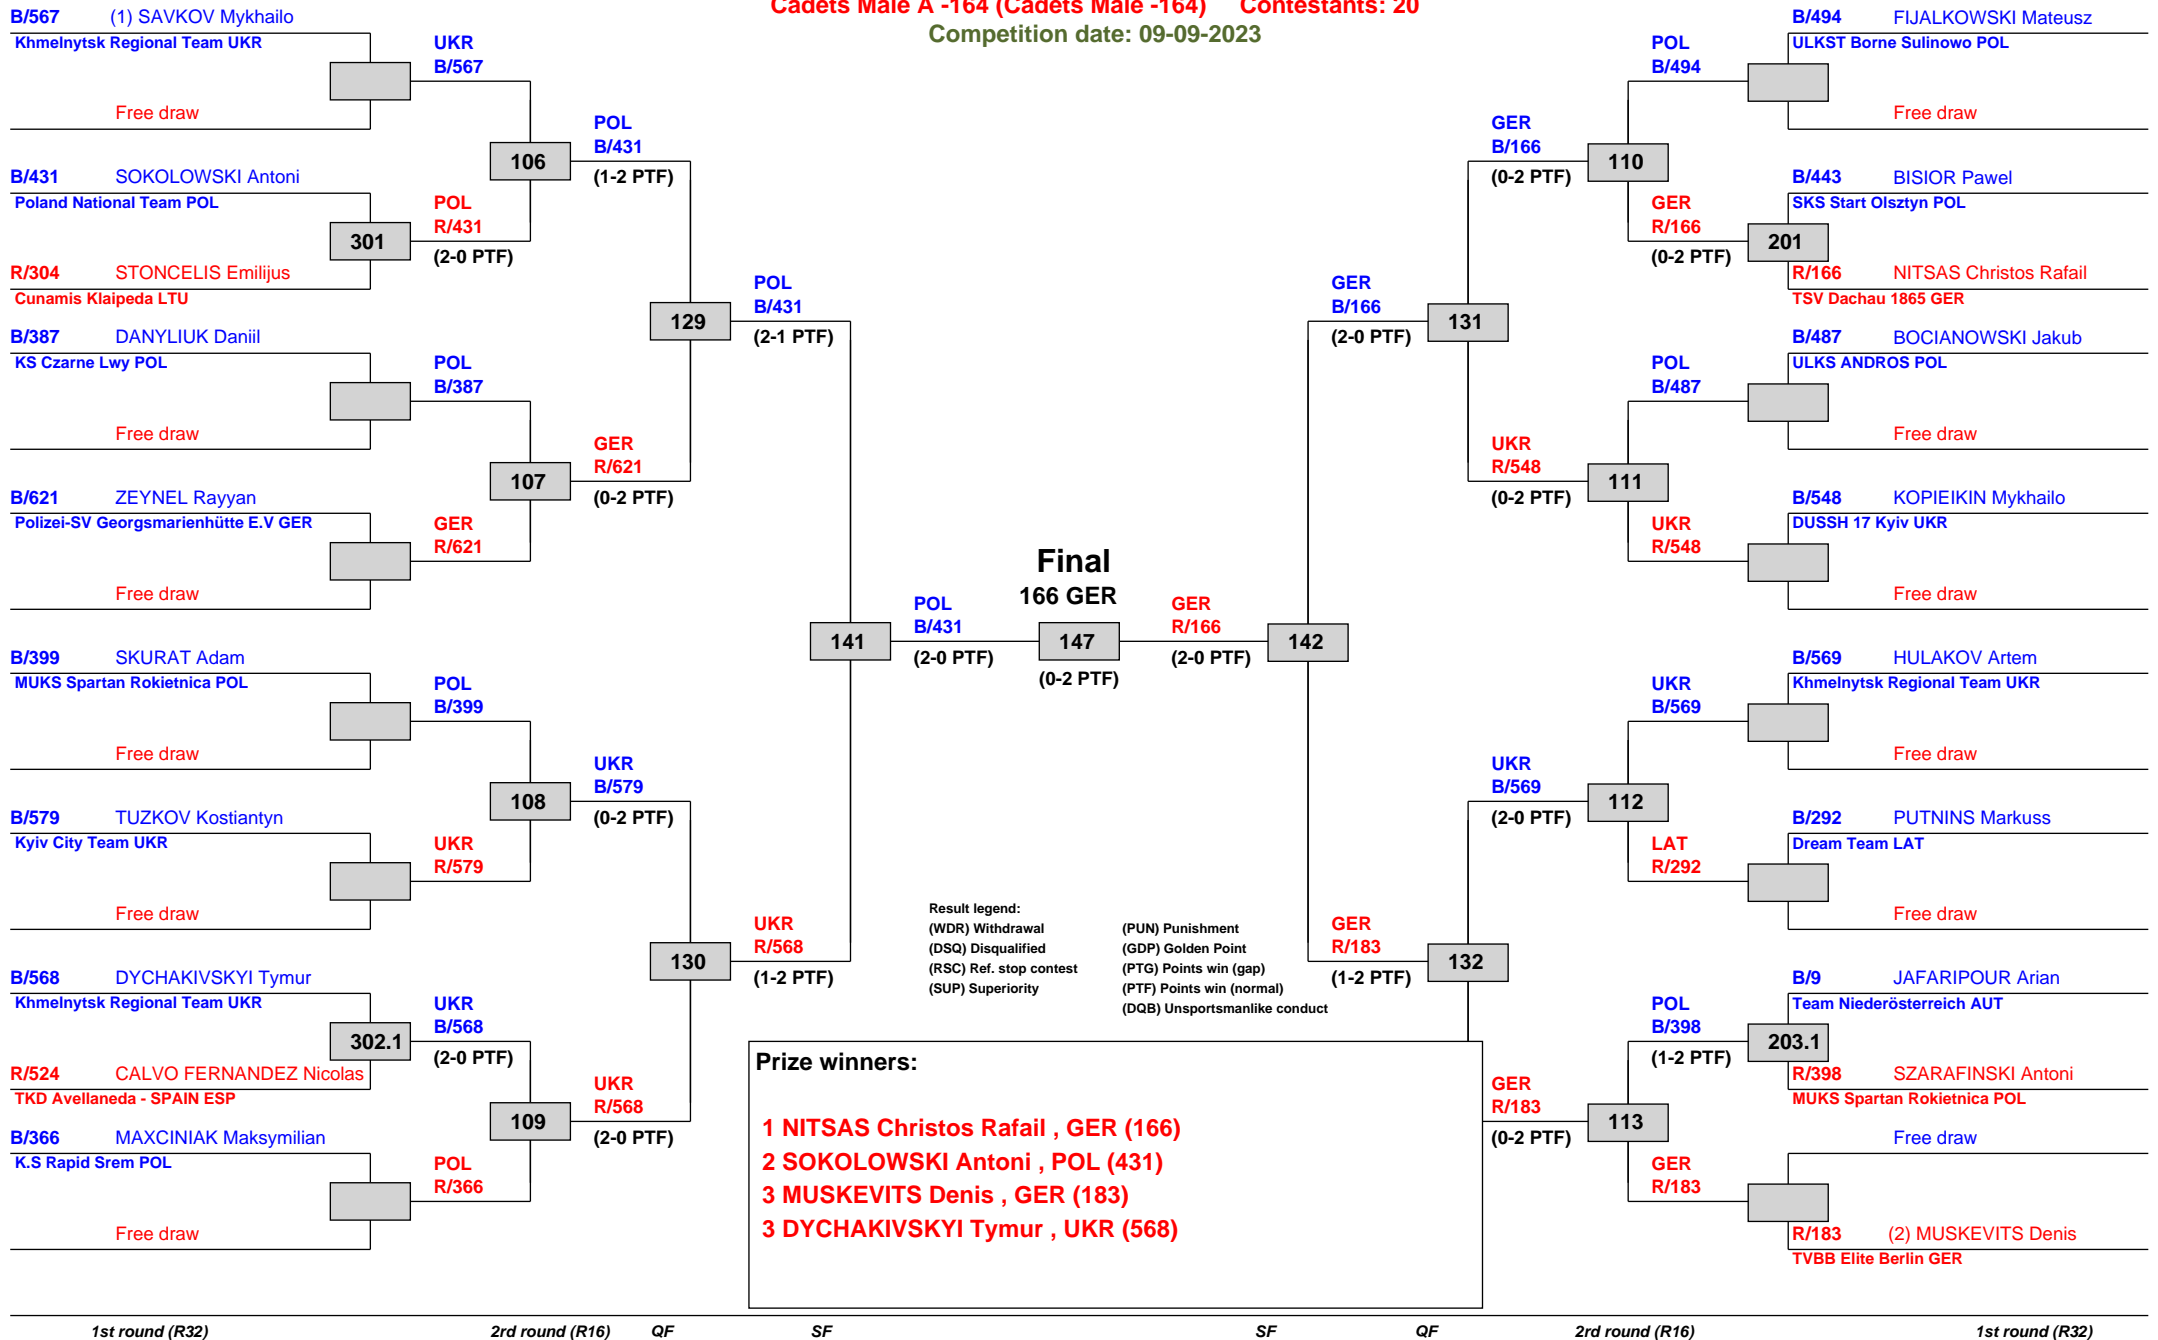 Cadets Male A -164 (Cadets Male -164) Contestants: 20
Competition date: 09-09-2023
B/567 (1) SAVKOV Mykhailo
Khmelnytsk Regional Team UKR
Free draw
B/431 SOKOLOWSKI Antoni
Poland National Team POL
301
R/304 STONCELIS Emilijus
Cunamis Klaipeda LTU
B/387 DANYLIUK Daniil
KS Czarne Lwy POL
Free draw
B/621 ZEYNEL Rayyan
Polizei-SV Georgsmarienhütte E.V GER
Free draw
B/399 SKURAT Adam
MUKS Spartan Rokietnica POL
Free draw
B/579 TUZKOV Kostiantyn
Kyiv City Team UKR
Free draw
B/568 DYCHAKIVSKYI Tymur
Khmelnytsk Regional Team UKR
302.1
R/524 CALVO FERNANDEZ Nicolas
TKD Avellaneda - SPAIN ESP
B/366 MAXCINIAK Maksymilian
K.S Rapid Srem POL
Free draw
UKR
B/567
106
POL
R/431
(2-0 PTF)
POL
B/387
107
GER
R/621
POL
B/399
108
UKR
R/579
UKR
B/568
(2-0 PTF)
109
POL
R/366
POL
B/431
(1-2 PTF)
129
GER
R/621
(0-2 PTF)
UKR
B/579
(0-2 PTF)
130
UKR
R/568
(2-0 PTF)
POL
B/431
(2-1 PTF)
141
UKR
R/568
(1-2 PTF)
POL
B/431
(2-0 PTF)
Final
166 GER
147
(0-2 PTF)
GER
R/166
(2-0 PTF)
142
GER
B/166
(2-0 PTF)
131
GER
R/183
(1-2 PTF)
132
GER
B/166
(0-2 PTF)
110
UKR
R/548
(0-2 PTF)
111
UKR
B/569
(2-0 PTF)
112
GER
R/183
(0-2 PTF)
113
POL
B/494
GER
R/166
(0-2 PTF)
POL
B/487
UKR
R/548
UKR
B/569
LAT
R/292
POL
B/398
(1-2 PTF)
GER
R/183
B/494 FIJALKOWSKI Mateusz
ULKST Borne Sulinowo POL
Free draw
B/443 BISIOR Pawel
SKS Start Olsztyn POL
201
R/166 NITSAS Christos Rafail
TSV Dachau 1865 GER
B/487 BOCIANOWSKI Jakub
ULKS ANDROS POL
Free draw
B/548 KOPIEIKIN Mykhailo
DUSSH 17 Kyiv UKR
Free draw
B/569 HULAKOV Artem
Khmelnytsk Regional Team UKR
Free draw
B/292 PUTNINS Markuss
Dream Team LAT
Free draw
B/9 JAFARIPOUR Arian
Team Niederösterreich AUT
203.1
R/398 SZARAFINSKI Antoni
MUKS Spartan Rokietnica POL
Free draw
R/183 (2) MUSKEVITS Denis
TVBB Elite Berlin GER
Result legend:
(WDR) Withdrawal (PUN) Punishment
(DSQ) Disqualified (GDP) Golden Point
(RSC) Ref. stop contest (PTG) Points win (gap)
(SUP) Superiority (PTF) Points win (normal)
(DQB) Unsportsmanlike conduct
Prize winners:
1 NITSAS Christos Rafail , GER (166)
2 SOKOLOWSKI Antoni , POL (431)
3 MUSKEVITS Denis , GER (183)
3 DYCHAKIVSKYI Tymur , UKR (568)
1st round (R32) 2rd round (R16) QF SF SF QF 2rd round (R16) 1st round (R32)